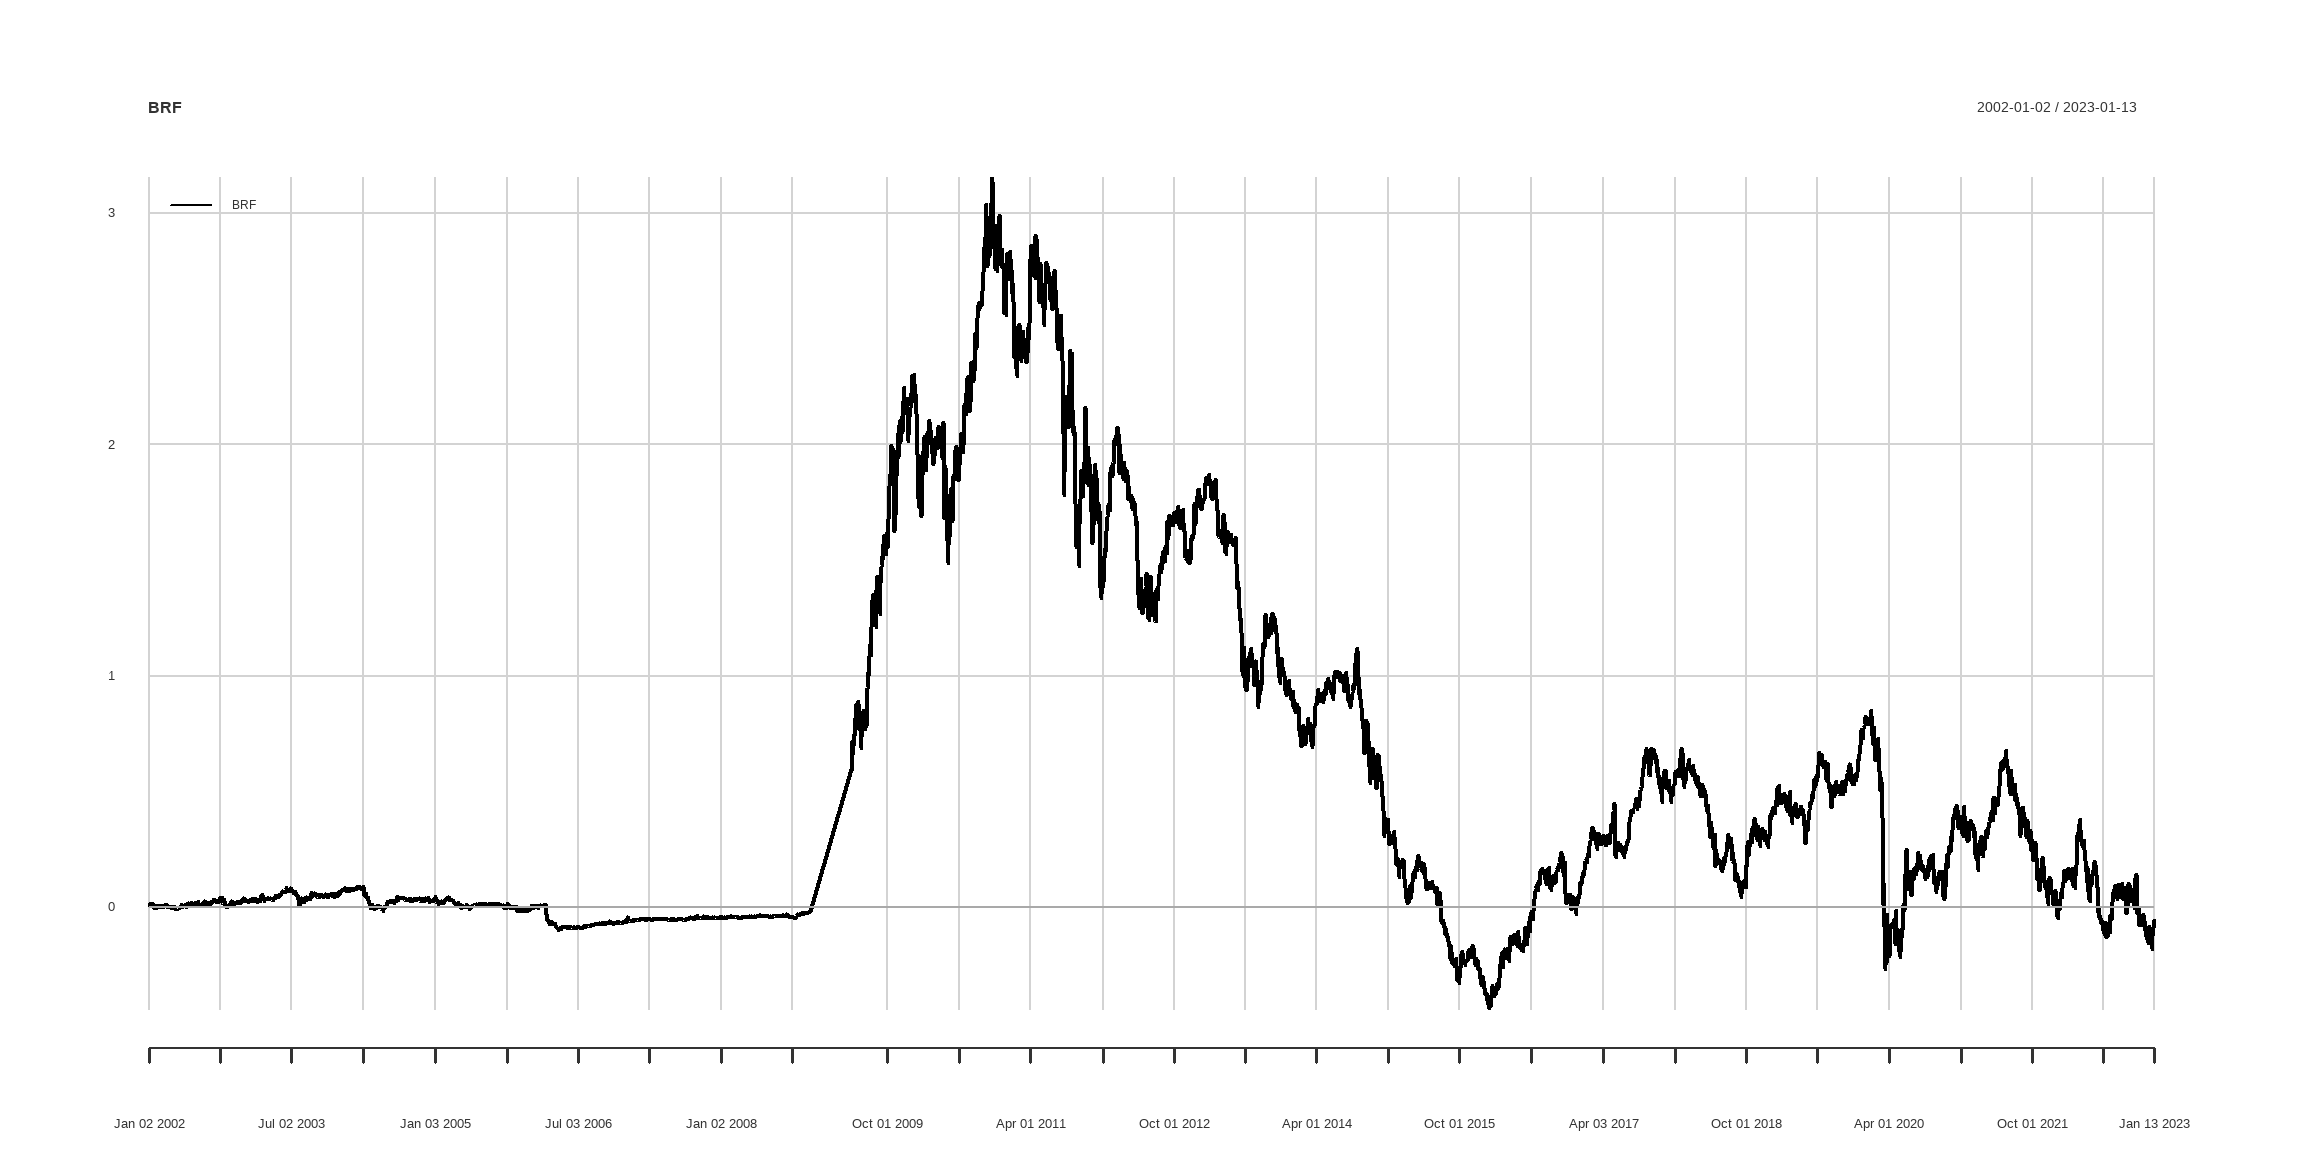 BRF
2002-01-02 / 2023-01-13
BRF
3
2
1
0
Jan 02 2002 Jul 02 2003 Jan 03 2005 Jul 03 2006 Jan 02 2008 Oct 01 2009 Apr 01 2011 Oct 01 2012 Apr 01 2014 Oct 01 2015 Apr 03 2017 Oct 01 2018 Apr 01 2020 Oct 01 2021 Jan 13 2023